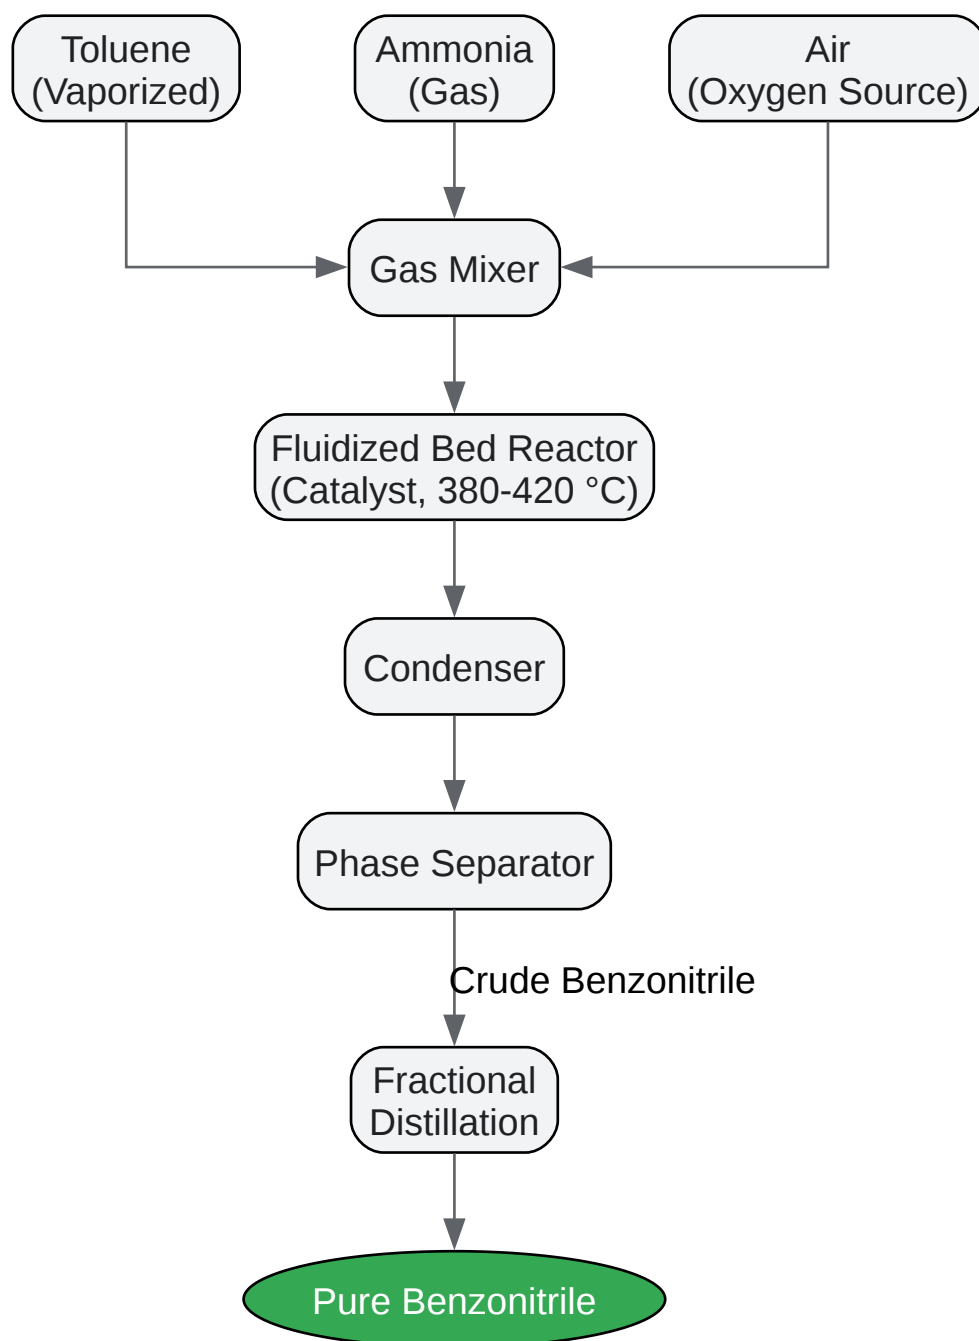 Toluene
(Vaporized)
Ammonia
(Gas)
Air
(Oxygen Source)
Gas Mixer
Fluidized Bed Reactor
(Catalyst, 380-420 °C)
Condenser
Phase Separator
Crude Benzonitrile
Fractional
Distillation
Pure Benzonitrile